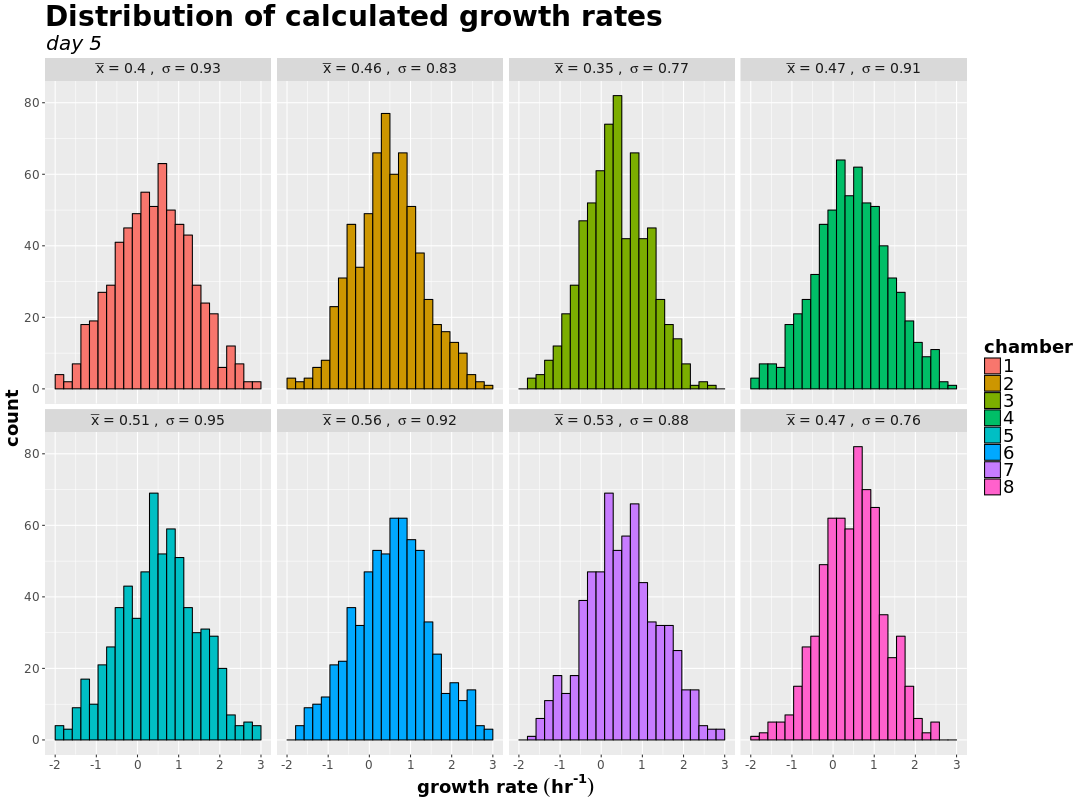 Distribution of calculated growth rates
day 5
x̅ = 0.4 , σ = 0.93
x̅ = 0.46 , σ = 0.83
x̅ = 0.35 , σ = 0.77
x̅ = 0.47 , σ = 0.91
80
60
40
20
0
x̅ = 0.51 , σ = 0.95
x̅ = 0.56 , σ = 0.92
x̅ = 0.53 , σ = 0.88
x̅ = 0.47 , σ = 0.76
80
60
40
20
0
-2 -1 0 1 2 3
-2 -1 0 1 2 3
-2 -1 0 1 2 3
-2 -1 0 1 2 3
count
growth rate (hr⁻¹)
chamber
1
2
3
4
5
6
7
8